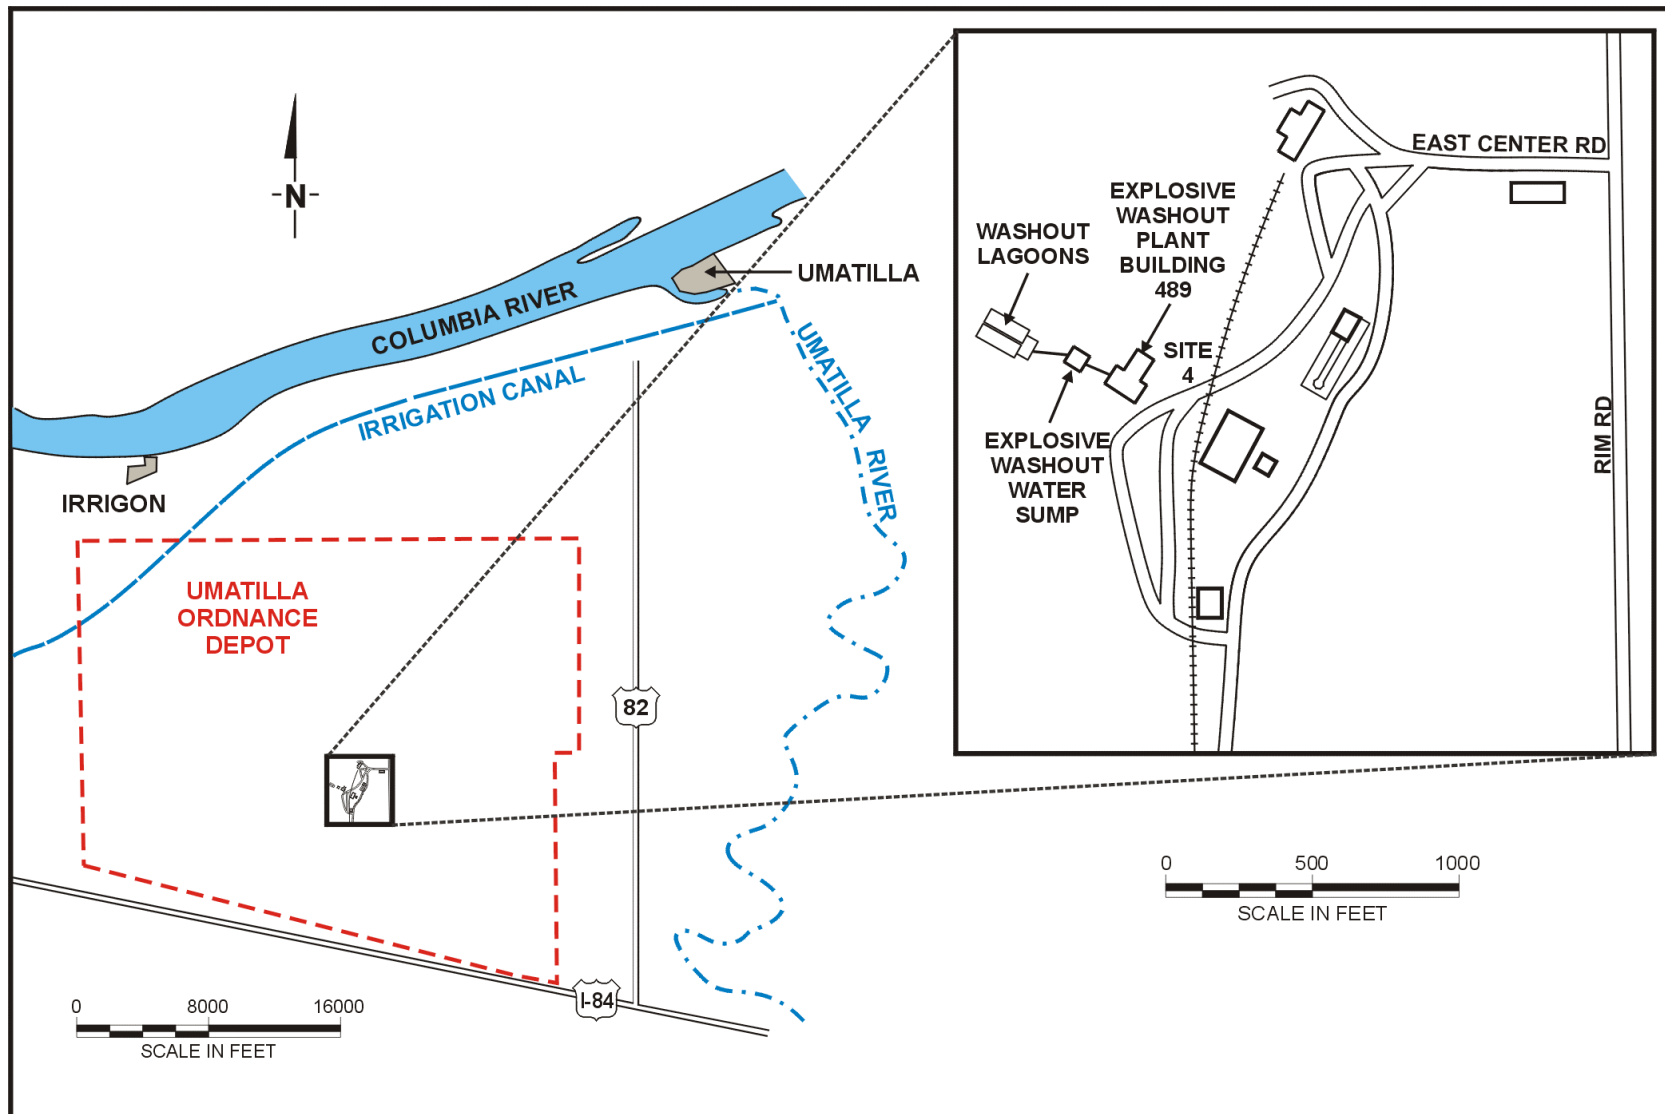 -N-
COLUMBIA RIVER
UMATILLA
IRRIGATION CANAL
UMATILLA RIVER
IRRIGON
UMATILLA
ORDNANCE
DEPOT
82
I-84
0 8000 16000
SCALE IN FEET
EAST CENTER RD
EXPLOSIVE
WASHOUT
PLANT
BUILDING
489
WASHOUT
LAGOONS
SITE
4
EXPLOSIVE
WASHOUT
WATER
SUMP
RIM RD
0 500 1000
SCALE IN FEET